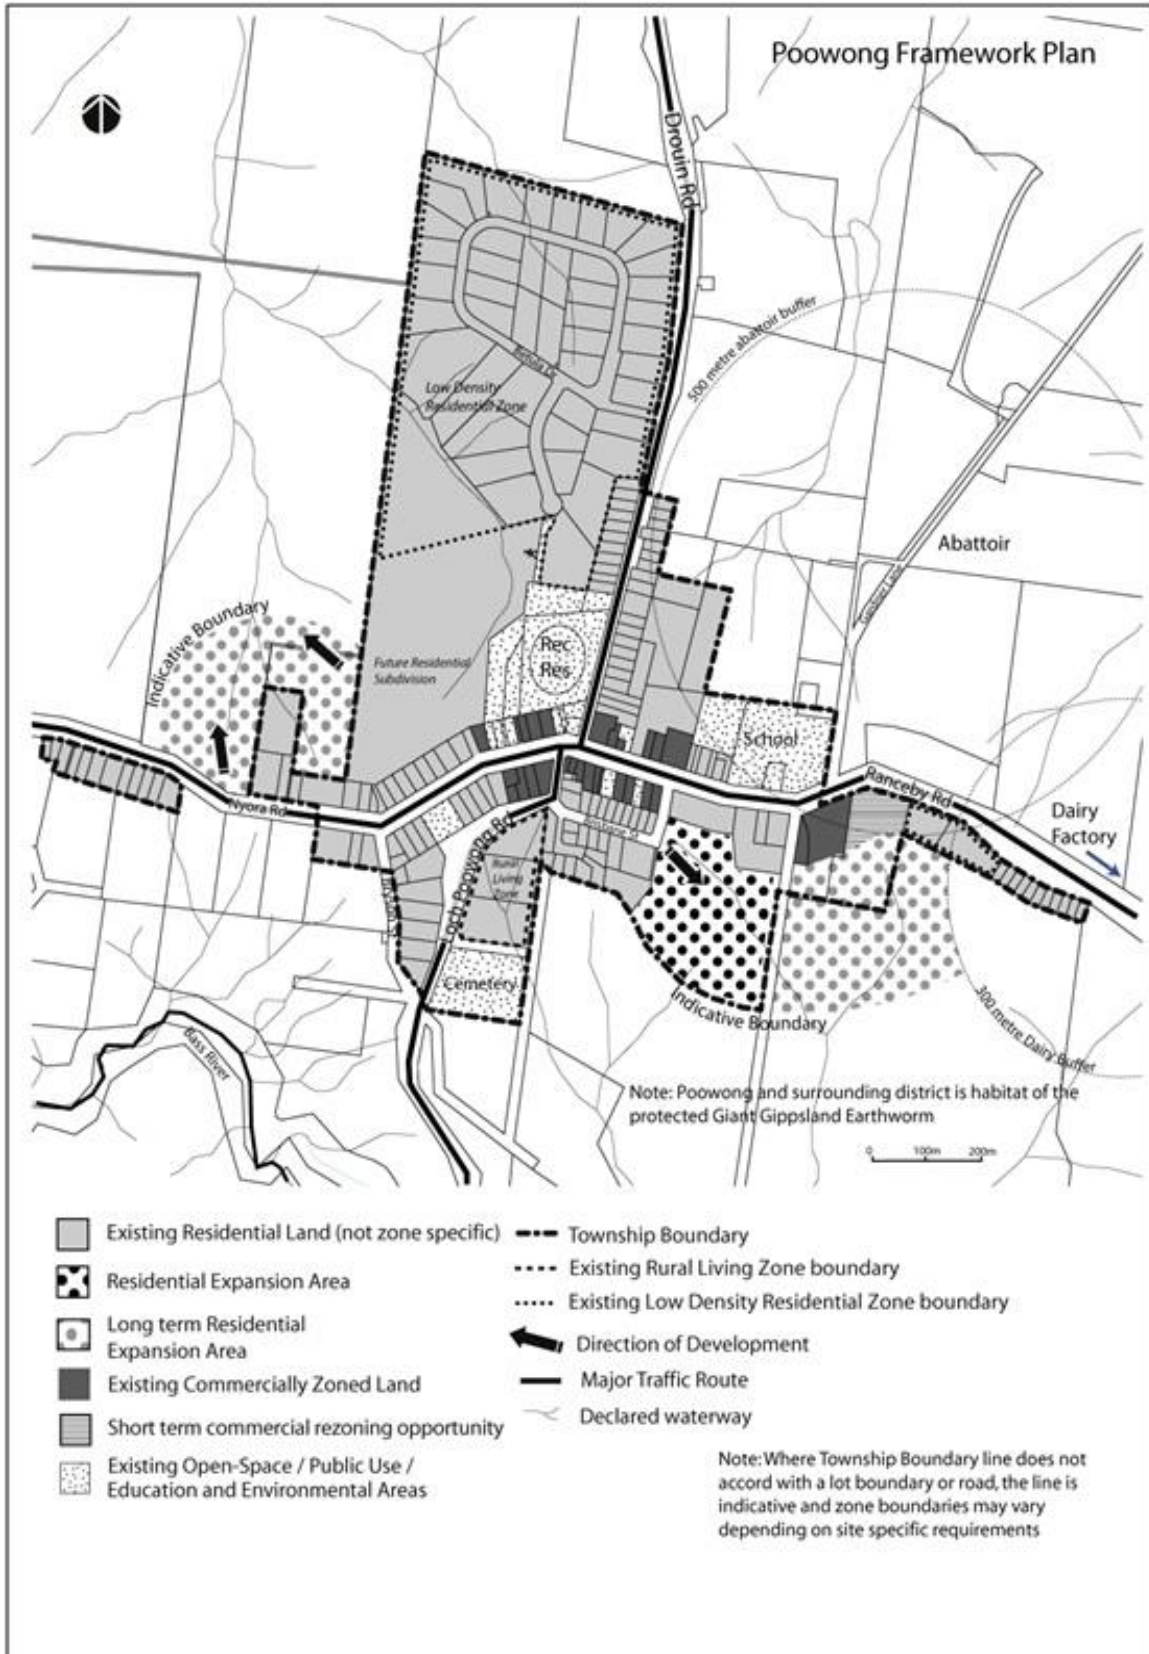 Poowong Framework Plan
Drouin Rd
500 metre abattoir buffer
Betula Cr
Low Density
Residential Zone
Abattoir
Gardner Lane
Indicative Boundary
Rec
Res
Future Residential
Subdivision
School
Nyora Rd
Ranceby Rd
Dairy
Factory
Loch Poowong Rd
Rural
Living
Zone
Cemetery
Indicative Boundary
300 metre Dairy Buffer
Bass River
Note: Poowong and surrounding district is habitat of the
protected Giant Gippsland Earthworm
0 100m 200m
Existing Residential Land (not zone specific)
Residential Expansion Area
Long term Residential
Expansion Area
Existing Commercially Zoned Land
Short term commercial rezoning opportunity
Existing Open-Space / Public Use /
Education and Environmental Areas
Township Boundary
Existing Rural Living Zone boundary
Existing Low Density Residential Zone boundary
Direction of Development
Major Traffic Route
Declared waterway
Note: Where Township Boundary line does not
accord with a lot boundary or road, the line is
indicative and zone boundaries may vary
depending on site specific requirements